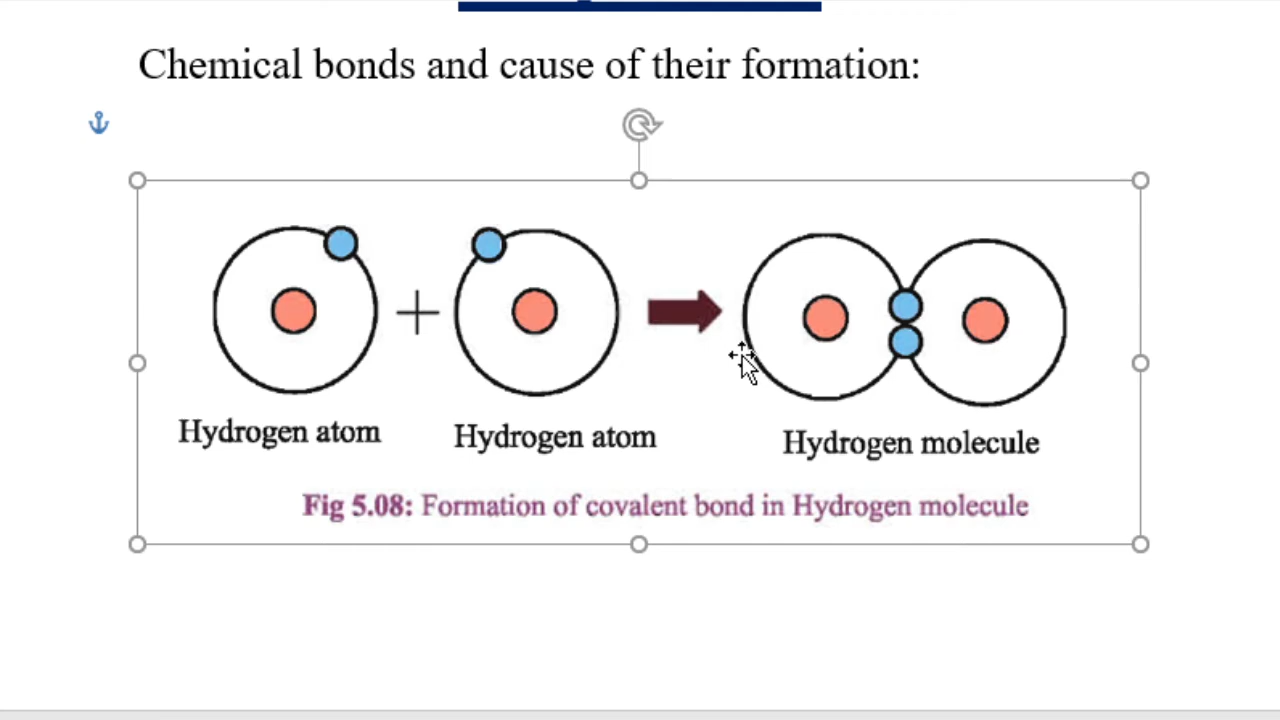 Chemical bonds and cause of their formation:
Hydrogen atom
Hydrogen atom
Hydrogen molecule
Fig 5.08: Formation of covalent bond in Hydrogen molecule